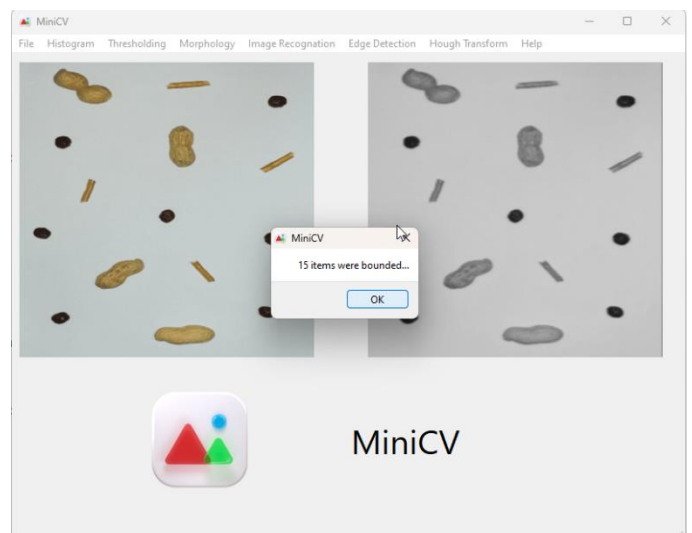 MiniCV
File Histogram Thresholding Morphology Image Recognation Edge Detection Hough Transform Help
MiniCV
15 items were bounded...
OK
MiniCV